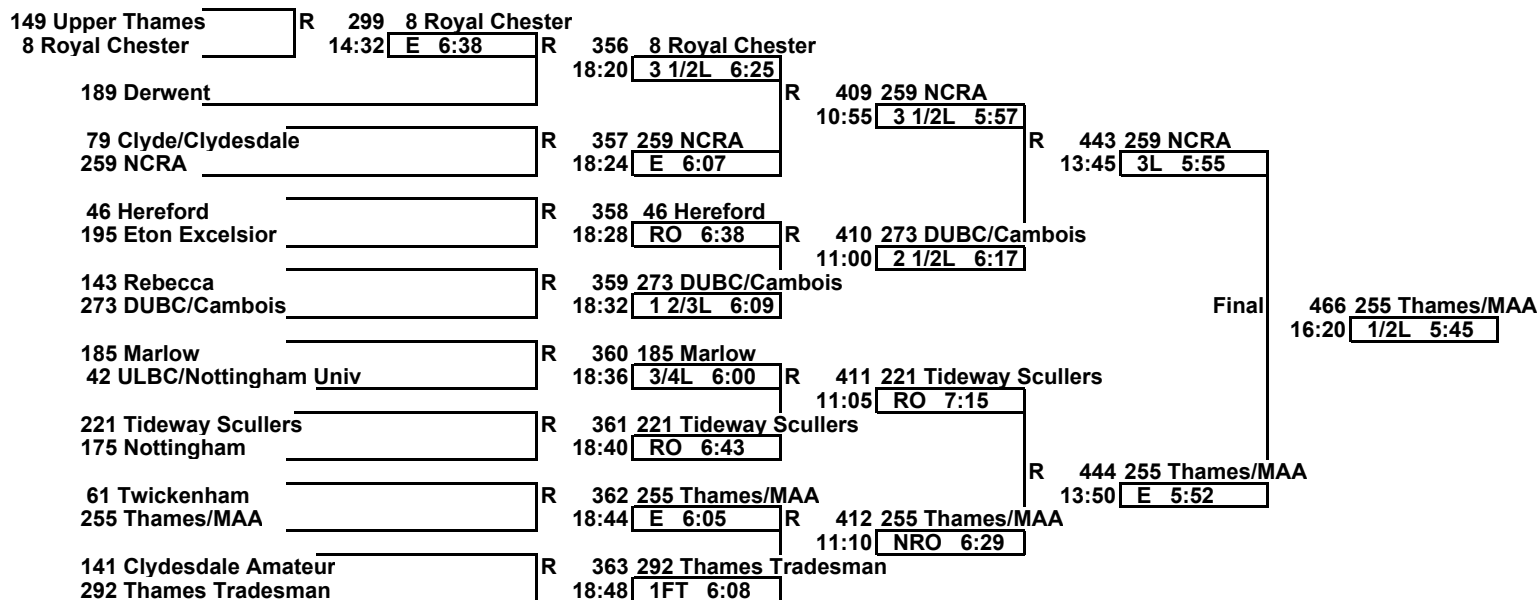 149 Upper Thames R 299 8 Royal Chester
8 Royal Chester 14:32 E 6:38 R 356 8 Royal Chester
18:20 3 1/2L 6:25
189 Derwent R 409 259 NCRA
10:55 3 1/2L 5:57
79 Clyde/Clydesdale R 357 259 NCRA R 443 259 NCRA
259 NCRA 18:24 E 6:07 13:45 3L 5:55
46 Hereford R 358 46 Hereford
195 Eton Excelsior 18:28 RO 6:38 R 410 273 DUBC/Cambois
11:00 2 1/2L 6:17
143 Rebecca R 359 273 DUBC/Cambois
273 DUBC/Cambois 18:32 1 2/3L 6:09 Final 466 255 Thames/MAA
16:20 1/2L 5:45
185 Marlow R 360 185 Marlow
42 ULBC/Nottingham Univ 18:36 3/4L 6:00 R 411 221 Tideway Scullers
11:05 RO 7:15
221 Tideway Scullers R 361 221 Tideway Scullers
175 Nottingham 18:40 RO 6:43
R 444 255 Thames/MAA
61 Twickenham R 362 255 Thames/MAA 13:50 E 5:52
255 Thames/MAA 18:44 E 6:05 R 412 255 Thames/MAA
11:10 NRO 6:29
141 Clydesdale Amateur R 363 292 Thames Tradesman
292 Thames Tradesman 18:48 1FT 6:08